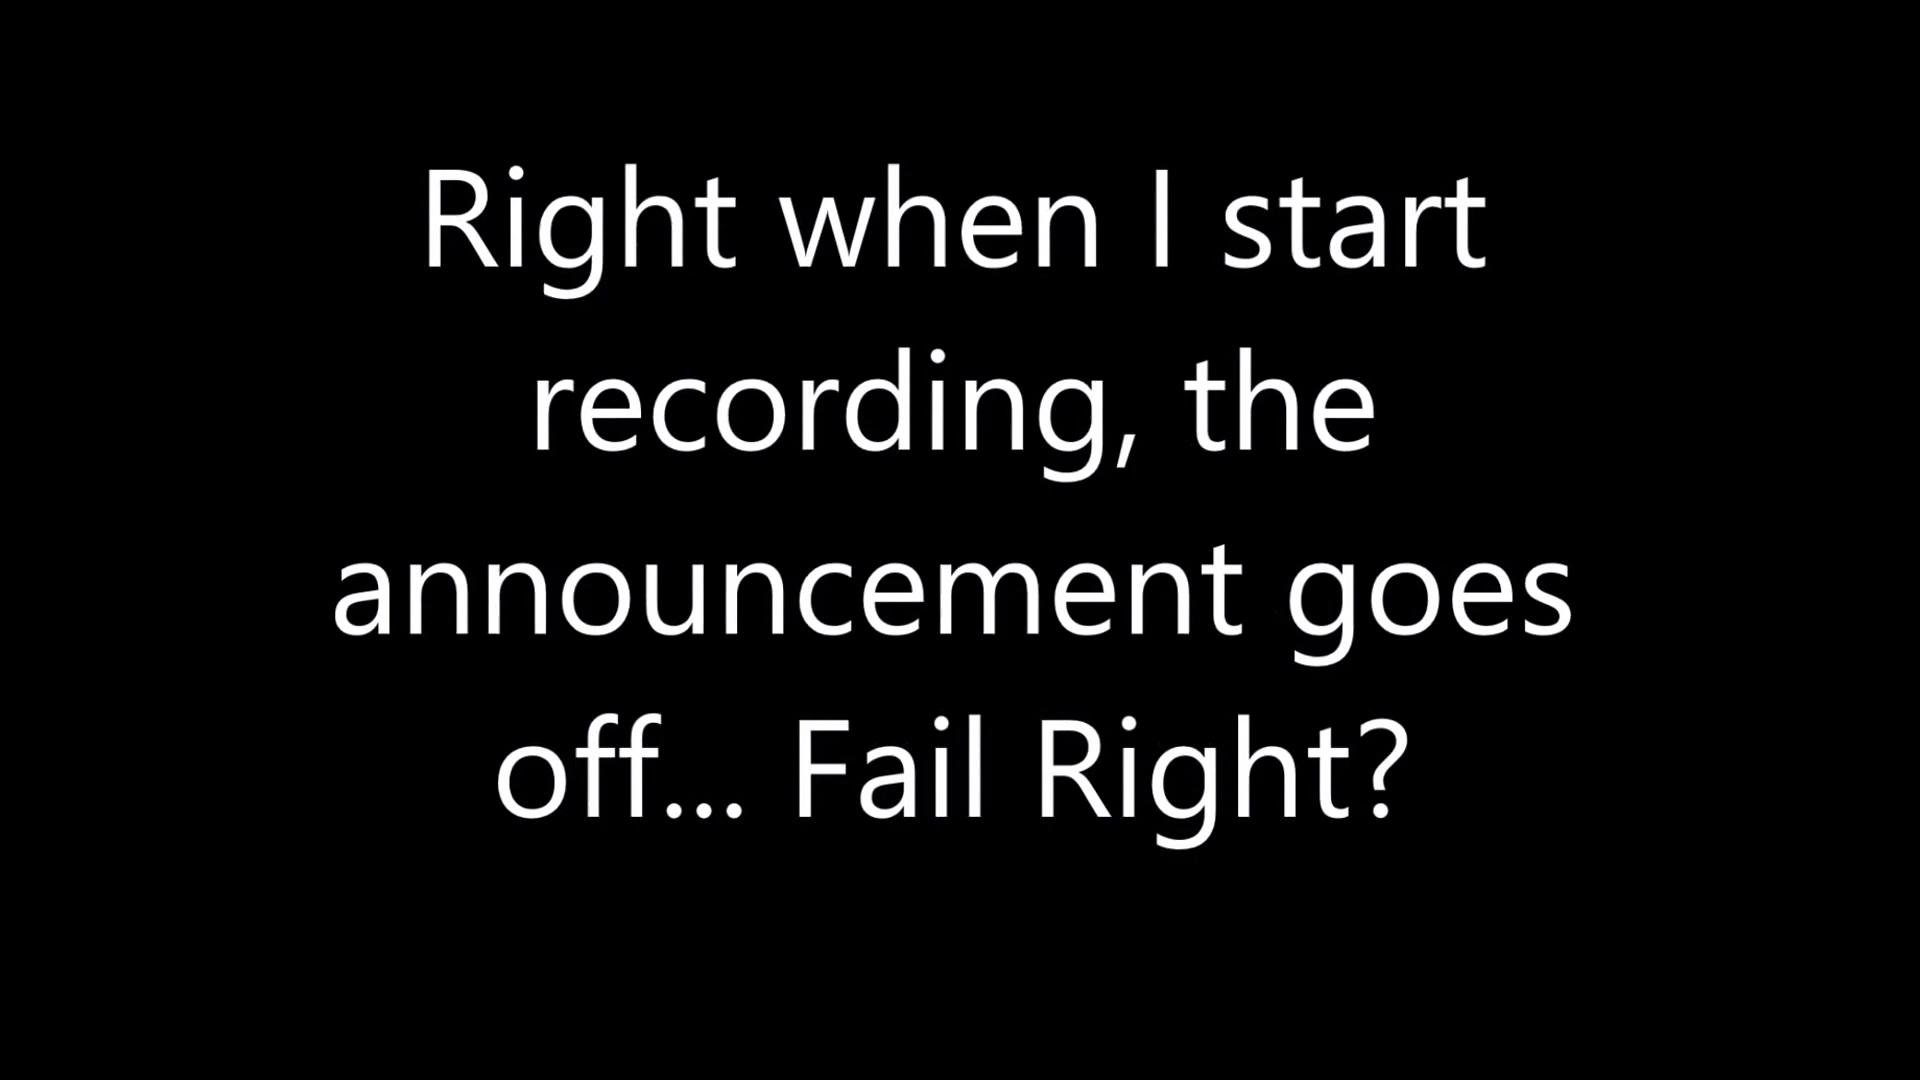 Right when I start
recording, the
announcement goes
off... Fail Right?